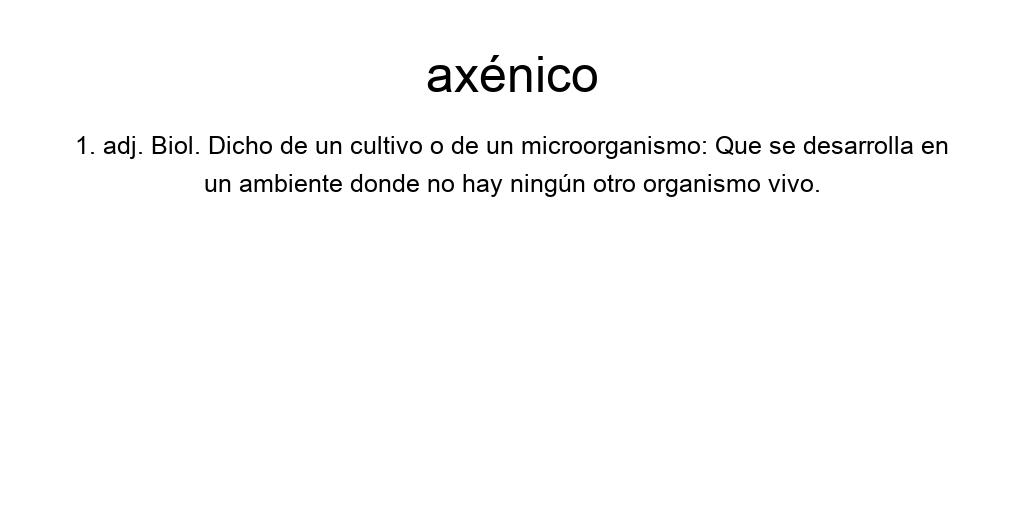 axénico
1. adj. Biol. Dicho de un cultivo o de un microorganismo: Que se desarrolla en
un ambiente donde no hay ningún otro organismo vivo.